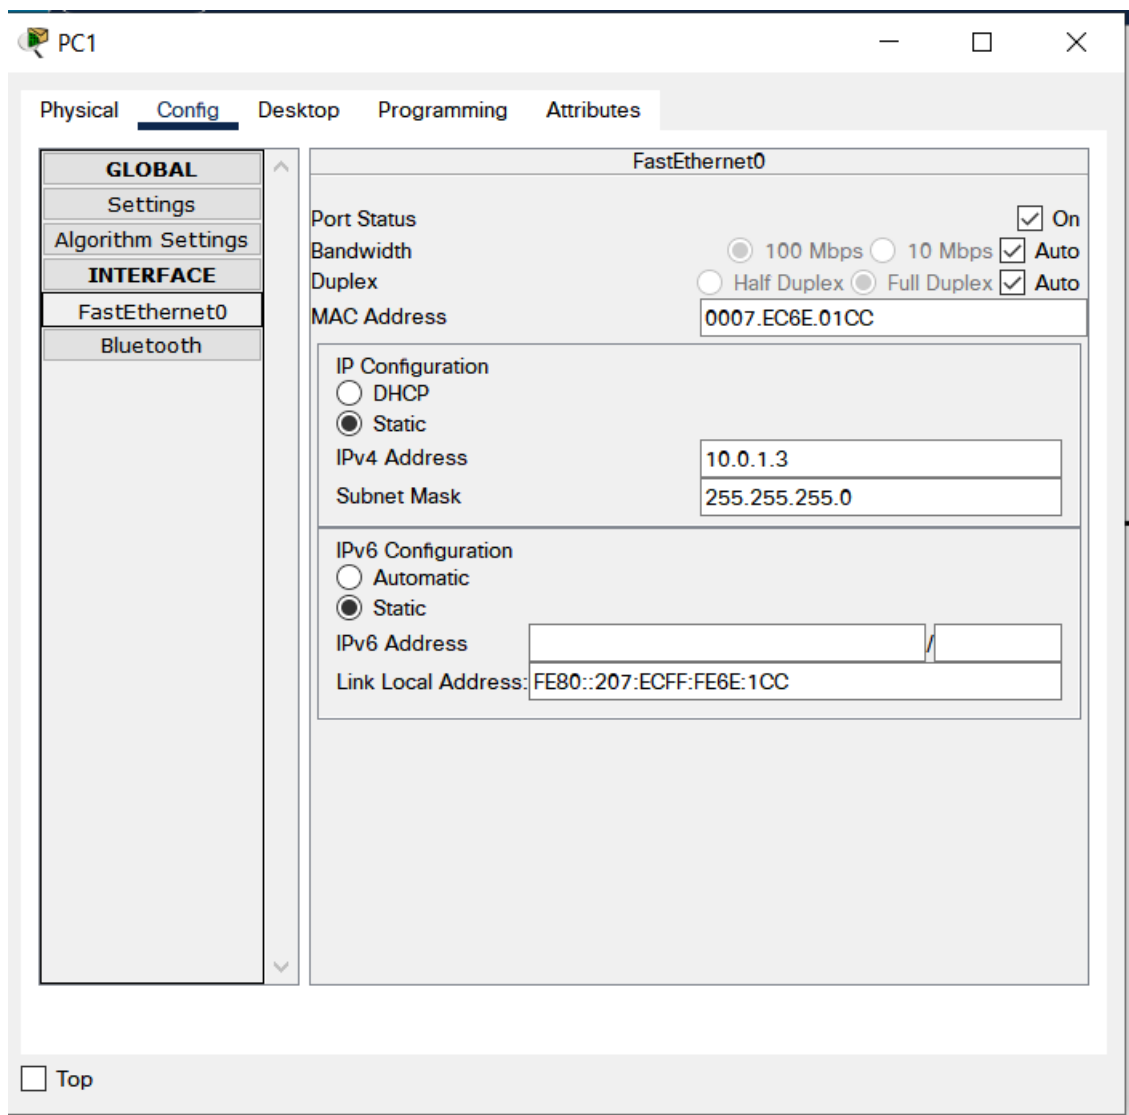 PC1
Physical Config Desktop Programming Attributes
GLOBAL
Settings
Algorithm Settings
INTERFACE
FastEthernet0
Bluetooth
FastEthernet0
Port Status On
Bandwidth 100 Mbps 10 Mbps Auto
Duplex Half Duplex Full Duplex Auto
MAC Address 0007.EC6E.01CC
IP Configuration
DHCP
Static
IPv4 Address 10.0.1.3
Subnet Mask 255.255.255.0
IPv6 Configuration
Automatic
Static
IPv6 Address /
Link Local Address: FE80::207:ECFF:FE6E:1CC
Top